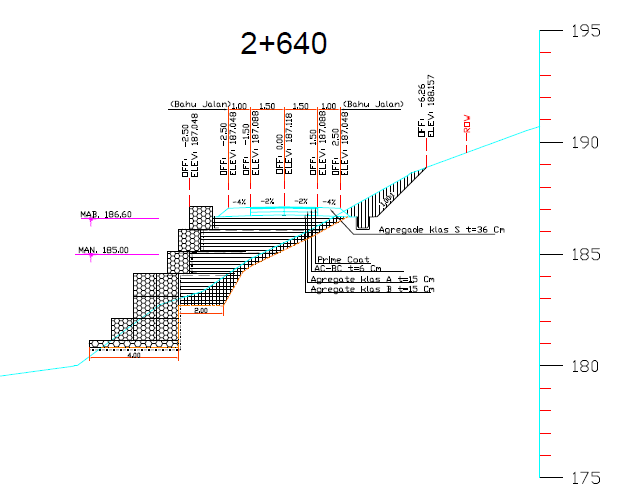 2+640
195
190
185
180
175
(Bahu Jalan) 1.00 1.50 1.50 1.00 (Bahu Jalan)
OFF: -2.50
ELEV: 187.048
OFF: -2.50
ELEV: 187.048
OFF: -1.50
ELEV: 187.088
OFF: 0.00
ELEV: 187.118
OFF: 1.50
ELEV: 187.088
OFF: 2.50
ELEV: 187.048
OFF: -6.26
ELEV: 188.157
ROW
-4% -2% -2% -4%
MAB. 186,60
MAN. 185.00
Agregade klas S t=36 Cm
Prime Coat
AC-BC t=6 Cm
Agregade klas A t=15 Cm
Agregade klas B t=15 Cm
2.00
4.00